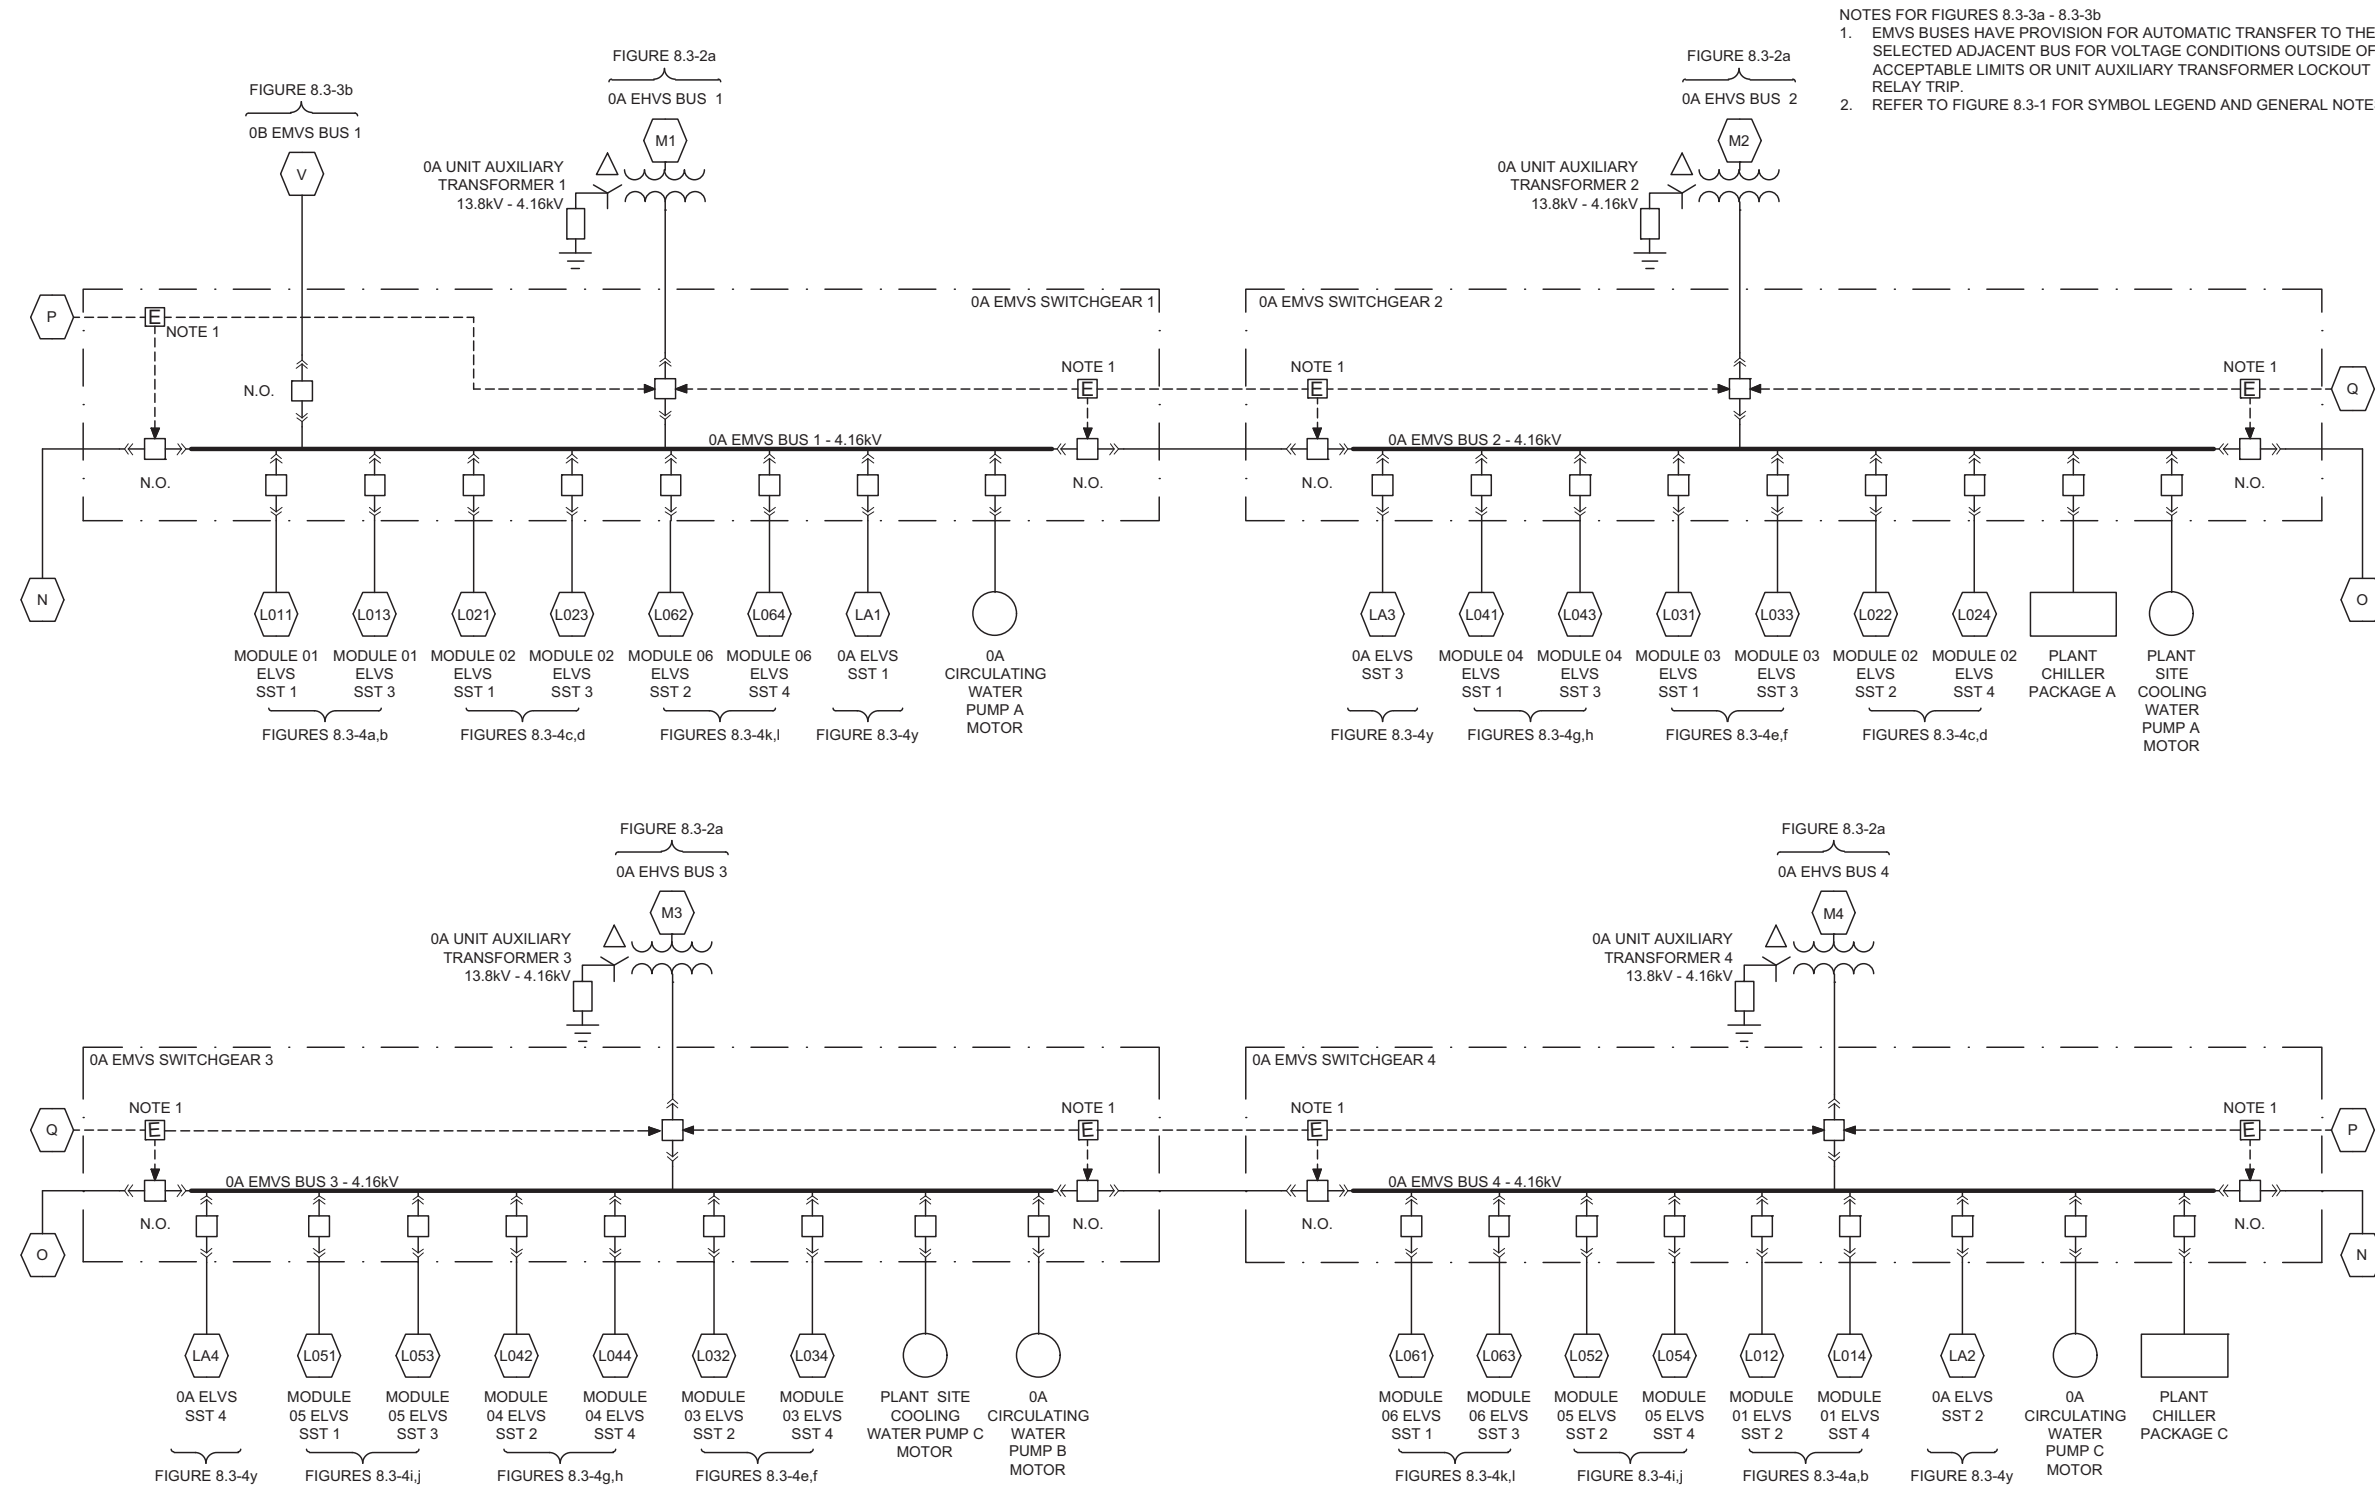 NOTES FOR FIGURES 8.3-3a - 8.3-3b
1. EMVS BUSES HAVE PROVISION FOR AUTOMATIC TRANSFER TO THE
SELECTED ADJACENT BUS FOR VOLTAGE CONDITIONS OUTSIDE OF
ACCEPTABLE LIMITS OR UNIT AUXILIARY TRANSFORMER LOCKOUT
RELAY TRIP.
2. REFER TO FIGURE 8.3-1 FOR SYMBOL LEGEND AND GENERAL NOTE
FIGURE 8.3-3b
0B EMVS BUS 1
V
FIGURE 8.3-2a
0A EHVS BUS 1
M1
0A UNIT AUXILIARY
TRANSFORMER 1
13.8kV - 4.16kV
FIGURE 8.3-2a
0A EHVS BUS 2
M2
0A UNIT AUXILIARY
TRANSFORMER 2
13.8kV - 4.16kV
0A EMVS SWITCHGEAR 1
P
E
NOTE 1
N.O.
NOTE 1
E
0A EMVS BUS 1 - 4.16kV
N.O.
N.O.
N
L011
L013
L021
L023
L062
L064
LA1
MODULE 01
ELVS
SST 1
MODULE 01
ELVS
SST 3
MODULE 02
ELVS
SST 1
MODULE 02
ELVS
SST 3
MODULE 06
ELVS
SST 2
MODULE 06
ELVS
SST 4
0A ELVS
SST 1
0A
CIRCULATING
WATER
PUMP A
MOTOR
FIGURES 8.3-4a,b
FIGURES 8.3-4c,d
FIGURES 8.3-4k,l
FIGURE 8.3-4y
0A EMVS SWITCHGEAR 2
NOTE 1
E
NOTE 1
E
Q
0A EMVS BUS 2 - 4.16kV
N.O.
N.O.
O
LA3
L041
L043
L031
L033
L022
L024
0A ELVS
SST 3
MODULE 04
ELVS
SST 1
MODULE 04
ELVS
SST 3
MODULE 03
ELVS
SST 1
MODULE 03
ELVS
SST 3
MODULE 02
ELVS
SST 2
MODULE 02
ELVS
SST 4
PLANT
CHILLER
PACKAGE A
PLANT
SITE
COOLING
WATER
PUMP A
MOTOR
FIGURE 8.3-4y
FIGURES 8.3-4g,h
FIGURES 8.3-4e,f
FIGURES 8.3-4c,d
FIGURE 8.3-2a
0A EHVS BUS 3
M3
0A UNIT AUXILIARY
TRANSFORMER 3
13.8kV - 4.16kV
FIGURE 8.3-2a
0A EHVS BUS 4
M4
0A UNIT AUXILIARY
TRANSFORMER 4
13.8kV - 4.16kV
0A EMVS SWITCHGEAR 3
NOTE 1
Q
E
NOTE 1
E
0A EMVS BUS 3 - 4.16kV
N.O.
N.O.
O
LA4
L051
L053
L042
L044
L032
L034
0A ELVS
SST 4
MODULE
05 ELVS
SST 1
MODULE
05 ELVS
SST 3
MODULE
04 ELVS
SST 2
MODULE
04 ELVS
SST 4
MODULE
03 ELVS
SST 2
MODULE
03 ELVS
SST 4
PLANT SITE
COOLING
WATER PUMP C
MOTOR
0A
CIRCULATING
WATER
PUMP B
MOTOR
FIGURE 8.3-4y
FIGURES 8.3-4i,j
FIGURES 8.3-4g,h
FIGURES 8.3-4e,f
0A EMVS SWITCHGEAR 4
NOTE 1
E
NOTE 1
E
P
0A EMVS BUS 4 - 4.16kV
N.O.
N.O.
N
L061
L063
L052
L054
L012
L014
LA2
MODULE
06 ELVS
SST 1
MODULE
06 ELVS
SST 3
MODULE
05 ELVS
SST 2
MODULE
05 ELVS
SST 4
MODULE
01 ELVS
SST 2
MODULE
01 ELVS
SST 4
0A ELVS
SST 2
0A
CIRCULATING
WATER
PUMP C
MOTOR
PLANT
CHILLER
PACKAGE C
FIGURES 8.3-4k,l
FIGURE 8.3-4i,j
FIGURES 8.3-4a,b
FIGURE 8.3-4y